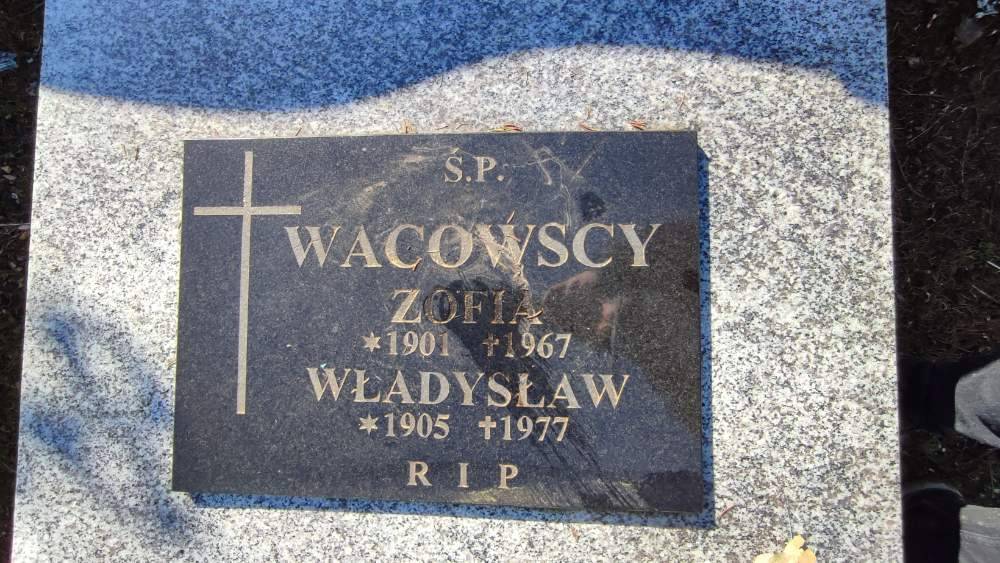 Ś.P.
WACOWSCY
ZOFIA
✶1901 ✝1967
WŁADYSŁAW
✶1905 ✝1977
R I P